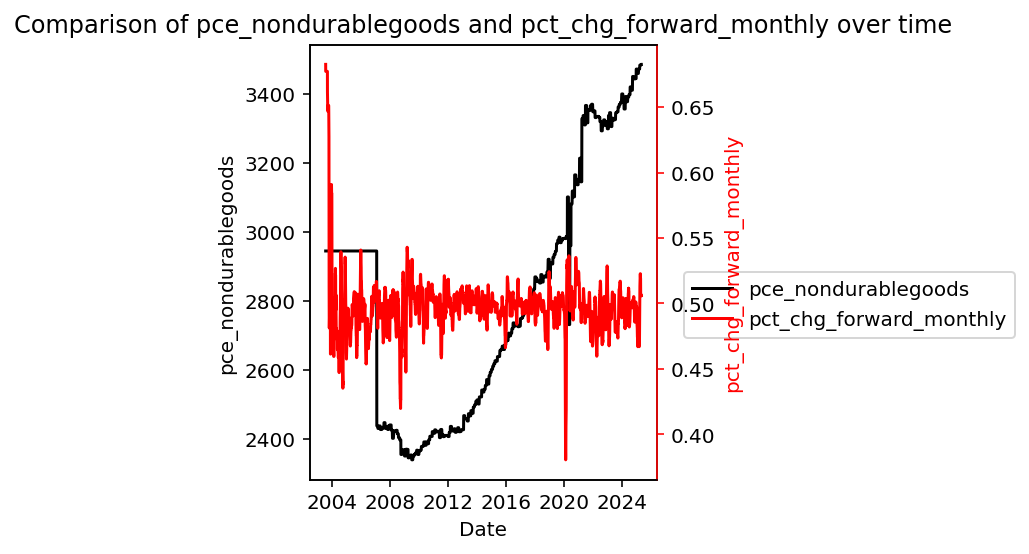 Comparison of pce_nondurablegoods and pct_chg_forward_monthly over time
pce_nondurablegoods
3400
3200
3000
2800
2600
2400
2004 2008 2012 2016 2020 2024
Date
0.65
0.60
0.55
0.50
0.45
0.40
pct_chg_forward_monthly
pce_nondurablegoods
pct_chg_forward_monthly